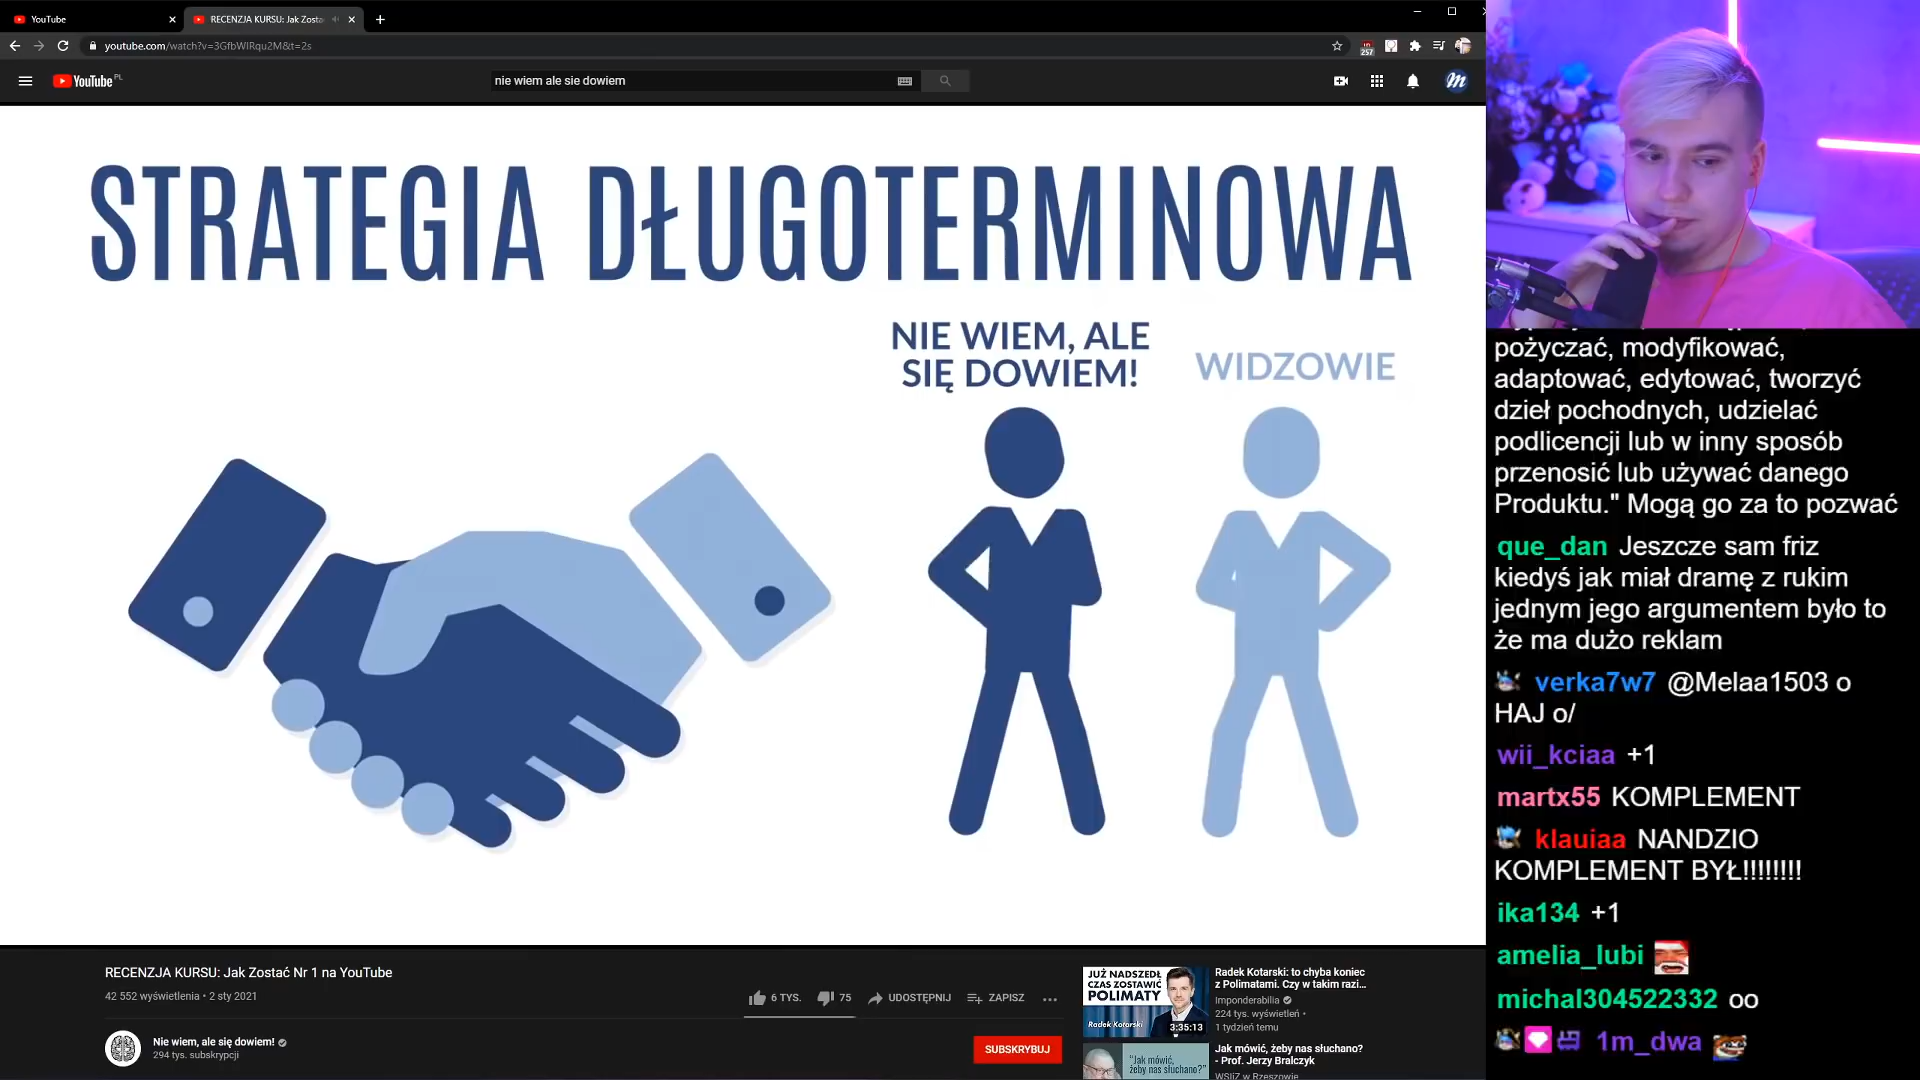 YouTube
RECENZJA KURSU: Jak Zosta
youtube.com/watch?v=3GfbWlRqu2M&t=2s
257
YouTube PL
nie wiem ale sie dowiem
STRATEGIA DŁUGOTERMINOWA
NIE WIEM, ALE
SIĘ DOWIEM!
WIDZOWIE
RECENZJA KURSU: Jak Zostać Nr 1 na YouTube
42 552 wyświetlenia • 2 sty 2021
6 TYS.
75
UDOSTĘPNIJ
ZAPISZ
Nie wiem, ale się dowiem!
294 tys. subskrypcji
SUBSKRYBUJ
JUŻ NADSZEDŁ
CZAS ZOSTAWIĆ
POLIMATY
Radek Kotarski
3:35:13
Radek Kotarski: to chyba koniec
z Polimatami. Czy w takim razi...
Imponderabilia
224 tys. wyświetleń •
1 tydzień temu
"Jak mówić,
żeby nas słuchano?"
Jak mówić, żeby nas słuchano?
- Prof. Jerzy Bralczyk
WSIiZ w Rzeszowie
pożyczać, modyfikować,
adaptować, edytować, tworzyć
dzieł pochodnych, udzielać
podlicencji lub w inny sposób
przenosić lub używać danego
Produktu." Mogą go za to pozwać
que_dan Jeszcze sam friz
kiedyś jak miał dramę z rukim
jednym jego argumentem było to
że ma dużo reklam
verka7w7 @Melaa1503 o
HAJ o/
wii_kciaa +1
martx55 KOMPLEMENT
klauiaa NANDZIO
KOMPLEMENT BYŁ!!!!!!!!
ika134 +1
amelia_lubi
michal304522332 oo
1m_dwa